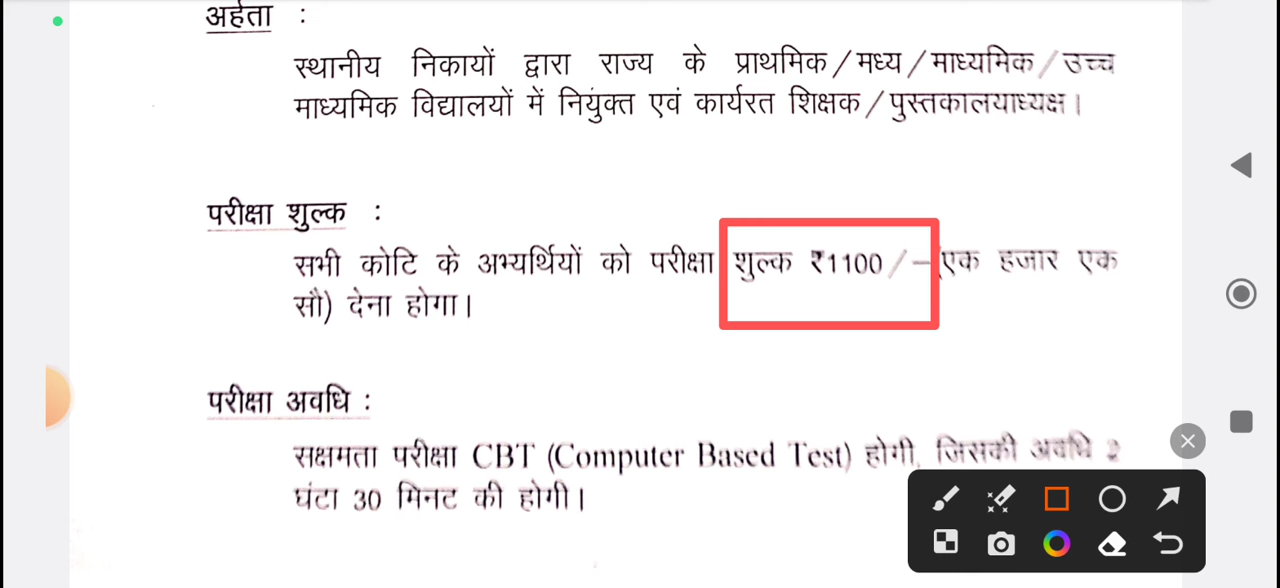 अर्हता :
स्थानीय निकायों द्वारा राज्य के प्राथमिक/मध्य/माध्यमिक/उच्च
माध्यमिक विद्यालयों में नियुक्त एवं कार्यरत शिक्षक/पुस्तकालयाध्यक्ष।
परीक्षा शुल्क :
सभी कोटि के अभ्यर्थियों को परीक्षा शुल्क ₹1100/-(एक हजार एक
सौ) देना होगा।
परीक्षा अवधि :
सक्षमता परीक्षा CBT (Computer Based Test) होगी, जिसकी अवधि 2
घंटा 30 मिनट की होगी।